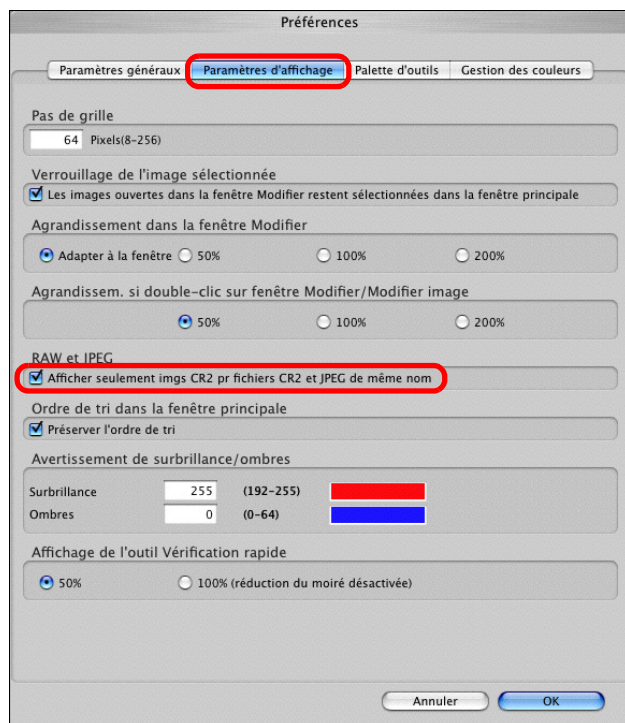 Préférences
Paramètres généraux Paramètres d'affichage Palette d'outils Gestion des couleurs
Pas de grille
64 Pixels(8-256)
Verrouillage de l'image sélectionnée
Les images ouvertes dans la fenêtre Modifier restent sélectionnées dans la fenêtre principale
Agrandissement dans la fenêtre Modifier
Adapter à la fenêtre 50% 100% 200%
Agrandissem. si double-clic sur fenêtre Modifier/Modifier image
50% 100% 200%
RAW et JPEG
Afficher seulement imgs CR2 pr fichiers CR2 et JPEG de même nom
Ordre de tri dans la fenêtre principale
Préserver l'ordre de tri
Avertissement de surbrillance/ombres
Surbrillance 255 (192-255)
Ombres 0 (0-64)
Affichage de l'outil Vérification rapide
50% 100% (réduction du moiré désactivée)
Annuler OK